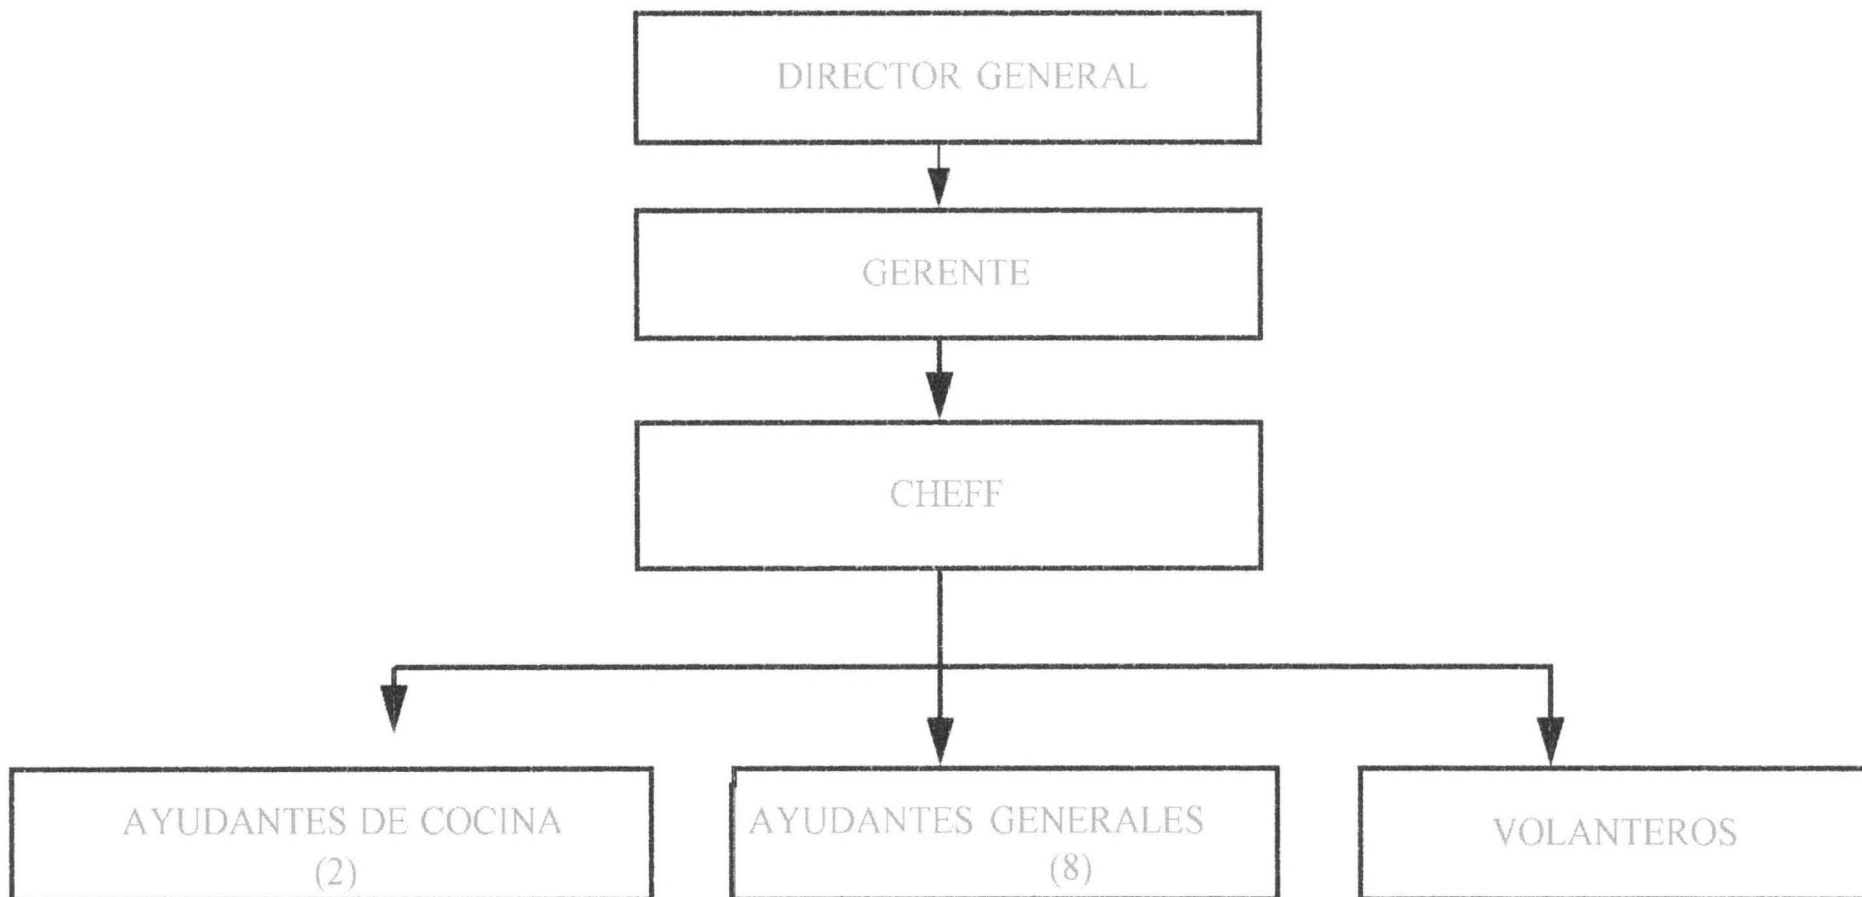 DIRECTOR GENERAL
GERENTE
CHEFF
AYUDANTES DE COCINA
(2)
AYUDANTES GENERALES
(8)
VOLANTEROS